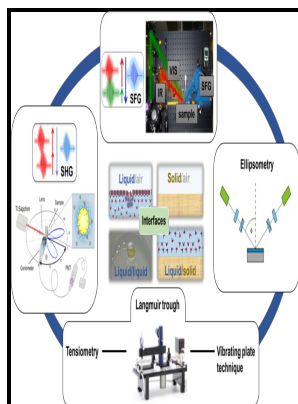 SFG
VIS
IR
SFG
sample
SHG
Lens
Sample
Ti:Sapphire
Goniometer
PMT
Liquid/air
Solid/air
Interfaces
Liquid/liquid
Liquid/solid
Ellipsometry
Langmuir trough
Tensiometry
Vibrating plate
technique